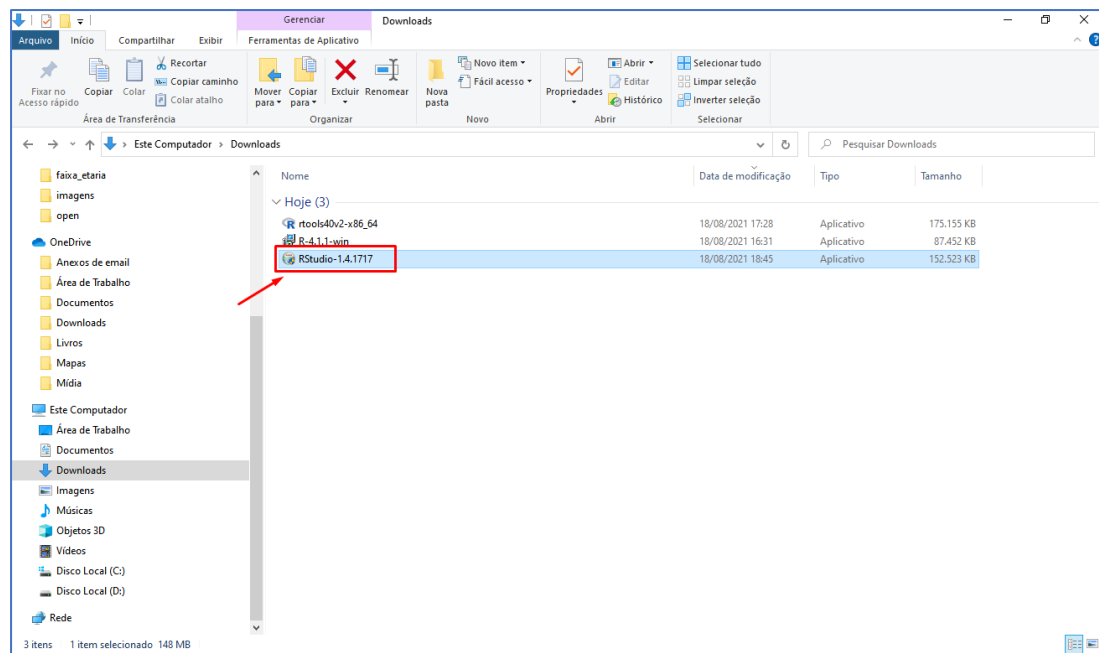 Gerenciar
Downloads
Arquivo
Início
Compartilhar
Exibir
Ferramentas de Aplicativo
Fixar no
Acesso rápido
Copiar
Colar
Recortar
Copiar caminho
Colar atalho
Área de Transferência
Mover
para
Copiar
para
Excluir
Renomear
Organizar
Nova
pasta
Novo item
Fácil acesso
Novo
Propriedades
Abrir
Editar
Histórico
Abrir
Selecionar tudo
Limpar seleção
Inverter seleção
Selecionar
Este Computador > Downloads
Pesquisar Downloads
faixa_etaria
imagens
open
OneDrive
Anexos de email
Área de Trabalho
Documentos
Downloads
Livros
Mapas
Mídia
Este Computador
Área de Trabalho
Documentos
Downloads
Imagens
Músicas
Objetos 3D
Vídeos
Disco Local (C:)
Disco Local (D:)
Rede
Nome Data de modificação Tipo Tamanho
Hoje (3)
rtools40v2-x86_64 18/08/2021 17:28 Aplicativo 175.155 KB
R-4.1.1-win 18/08/2021 16:31 Aplicativo 87.452 KB
RStudio-1.4.1717 18/08/2021 18:45 Aplicativo 152.523 KB
3 itens 1 item selecionado 148 MB